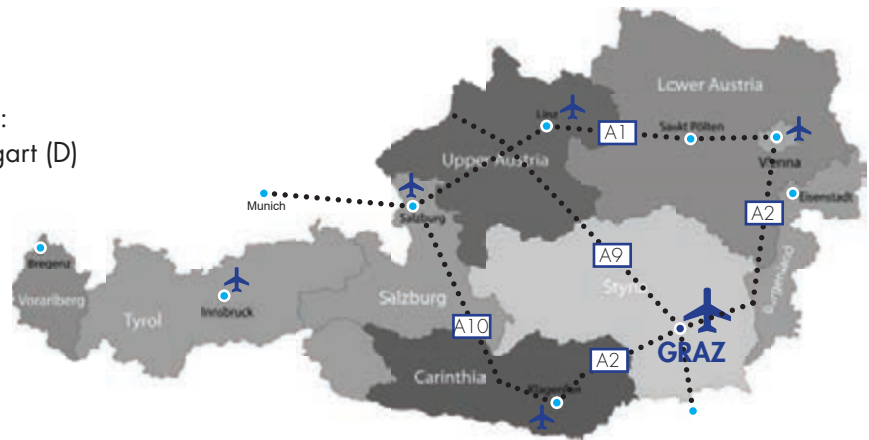 :
gart (D)
Lower Austria
Linz
A1
Sankt Pölten
Vienna
Upper Austria
Munich
Salzburg
Eisenstadt
A2
Bregenz
Vorarlberg
Tyrol
Innsbruck
Salzburg
A9
Burgenland
A10
GRAZ
A2
Carinthia
Klagenfurt